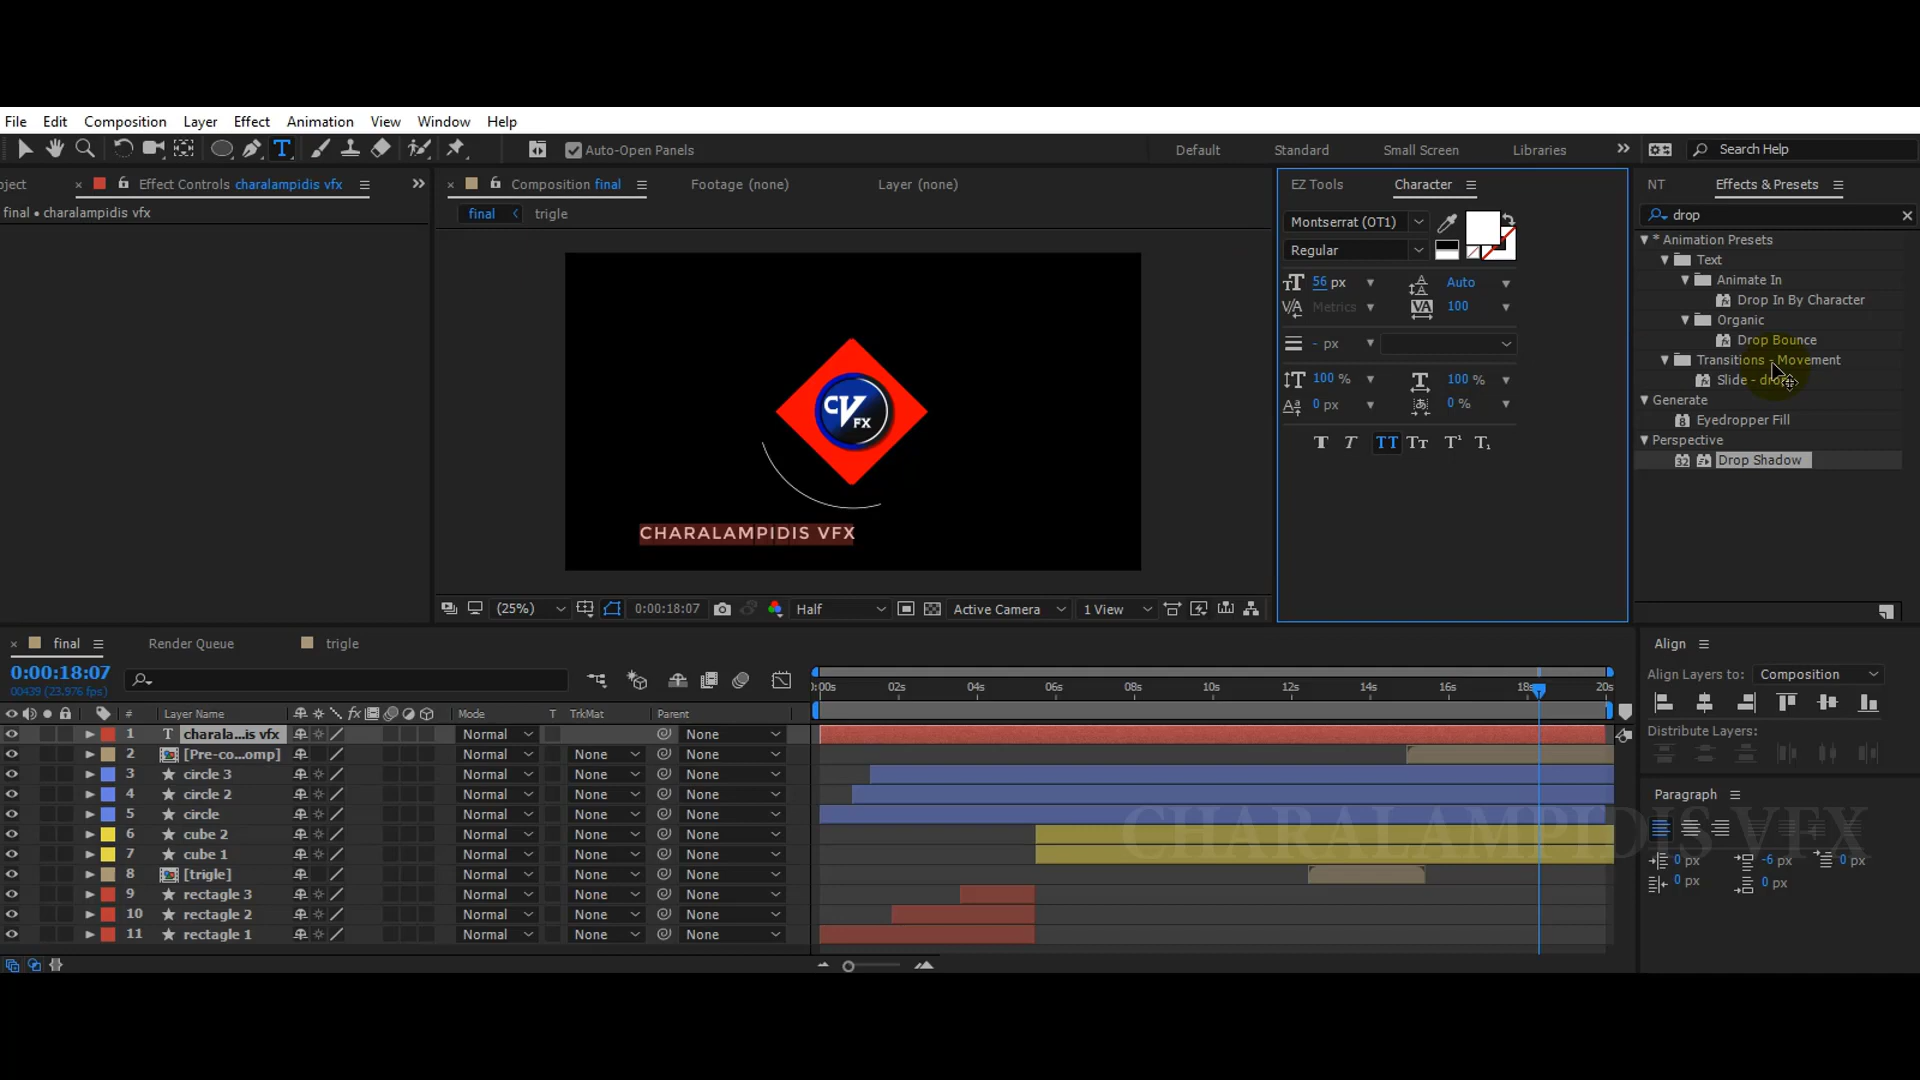 File Edit Composition Layer Effect Animation View Window Help
T Auto-Open Panels Default Standard Small Screen Libraries Search Help
oject Effect Controls charalampidis vfx Composition final Footage (none) Layer (none) EZ Tools Character NT Effects & Presets
final • charalampidis vfx final trigle
Montserrat (OT1)
Regular
56 px Auto
Metrics 100
- px
100 % 100 %
0 px 0 %
T T TT Tт T¹ T₁
drop
* Animation Presets
Text
Animate In
Drop In By Character
Organic
Drop Bounce
Transitions - Movement
Slide - drop
Generate
Eyedropper Fill
Perspective
32 Drop Shadow
CV
FX
CHARALAMPIDIS VFX
(25%) 0:00:18:07 Half Active Camera 1 View
final Render Queue trigle Align
0:00:18:07
00439 (23.976 fps)
0:00s 02s 04s 06s 08s 10s 12s 14s 16s 18s 20s
Align Layers to: Composition
# Layer Name fx Mode T TrkMat Parent
Distribute Layers:
1 T charala...is vfx Normal None
2 [Pre-co...omp] Normal None None
3 circle 3 Normal None None
4 circle 2 Normal None None
5 circle Normal None None
6 cube 2 Normal None None
7 cube 1 Normal None None
8 [trigle] Normal None None
9 rectagle 3 Normal None None
10 rectagle 2 Normal None None
11 rectagle 1 Normal None None
Paragraph
CHARALAMPIDIS VFX
0 px -6 px 0 px
0 px 0 px